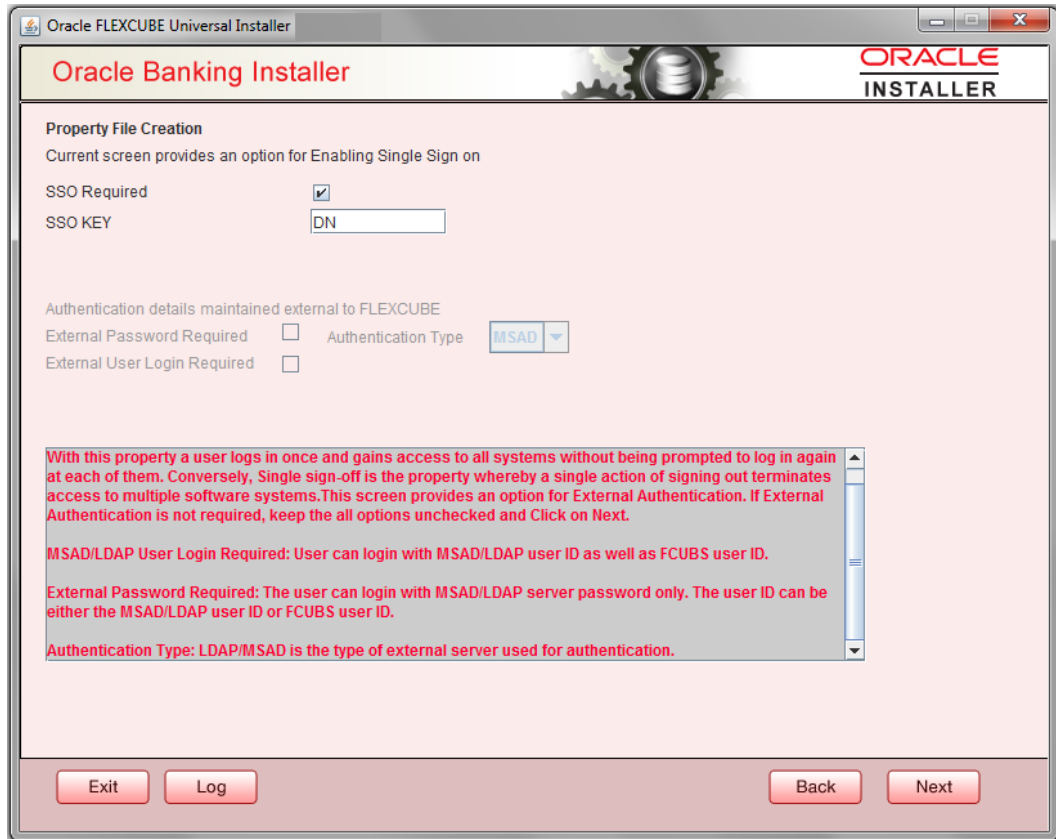 Oracle FLEXCUBE Universal Installer
Oracle Banking Installer
ORACLE
INSTALLER
Property File Creation
Current screen provides an option for Enabling Single Sign on
SSO Required
SSO KEY DN
Authentication details maintained external to FLEXCUBE
External Password Required Authentication Type MSAD
External User Login Required
With this property a user logs in once and gains access to all systems without being prompted to log in again
at each of them. Conversely, Single sign-off is the property whereby a single action of signing out terminates
access to multiple software systems.This screen provides an option for External Authentication. If External
Authentication is not required, keep the all options unchecked and Click on Next.
MSAD/LDAP User Login Required: User can login with MSAD/LDAP user ID as well as FCUBS user ID.
External Password Required: The user can login with MSAD/LDAP server password only. The user ID can be
either the MSAD/LDAP user ID or FCUBS user ID.
Authentication Type: LDAP/MSAD is the type of external server used for authentication.
Exit Log Back Next